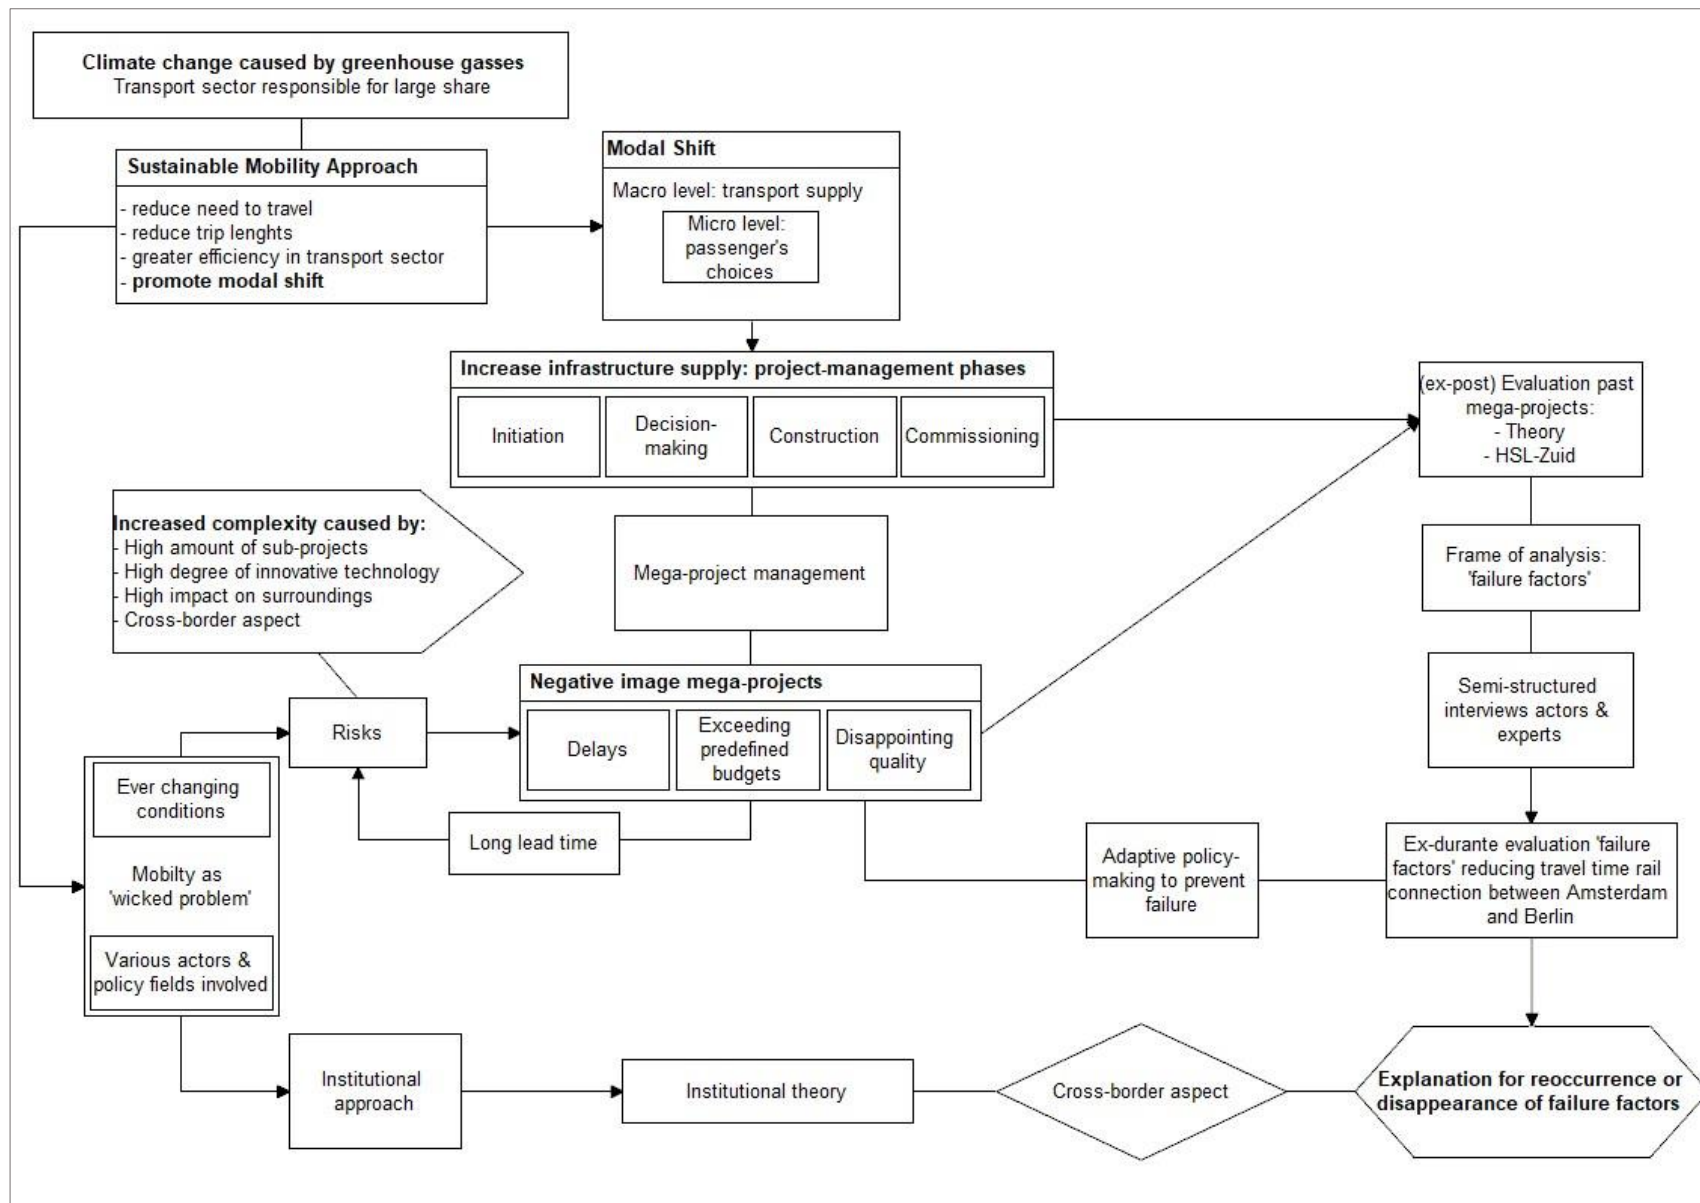 Climate change caused by greenhouse gasses
Transport sector responsible for large share
Sustainable Mobility Approach
- reduce need to travel
- reduce trip lenghts
- greater efficiency in transport sector
- promote modal shift
Modal Shift
Macro level: transport supply
Micro level:
passenger's
choices
Increase infrastructure supply: project-management phases
Initiation
Decision-
making
Construction
Commissioning
(ex-post) Evaluation past
mega-projects:
- Theory
- HSL-Zuid
Increased complexity caused by:
- High amount of sub-projects
- High degree of innovative technology
- High impact on surroundings
- Cross-border aspect
Mega-project management
Frame of analysis:
'failure factors'
Negative image mega-projects
Delays
Exceeding
predefined
budgets
Disappointing
quality
Semi-structured
interviews actors &
experts
Risks
Long lead time
Ever changing
conditions
Mobilty as
'wicked problem'
Various actors &
policy fields involved
Adaptive policy-
making to prevent
failure
Ex-durante evaluation 'failure
factors' reducing travel time rail
connection between Amsterdam
and Berlin
Institutional
approach
Institutional theory
Cross-border aspect
Explanation for reoccurrence or
disappearance of failure factors